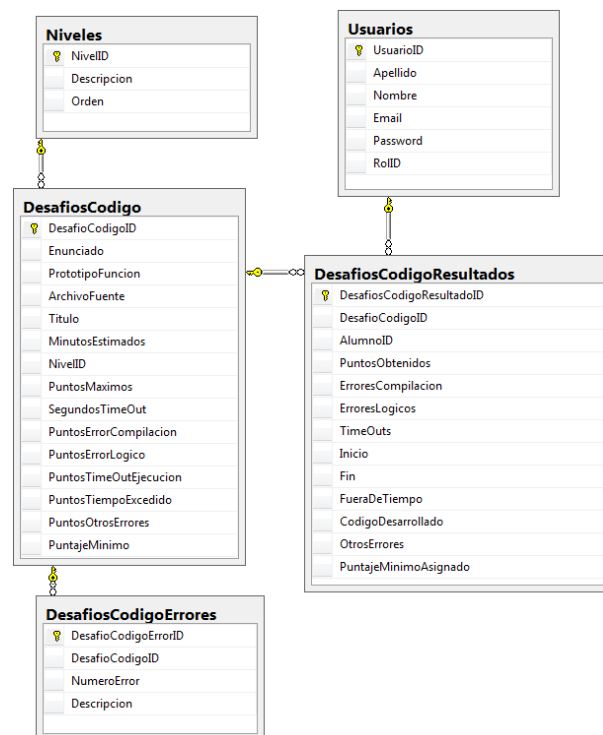 Niveles
NivelID
Descripcion
Orden
Usuarios
UsuarioID
Apellido
Nombre
Email
Password
RolID
DesafiosCodigo
DesafioCodigoID
Enunciado
PrototipoFuncion
ArchivoFuente
Titulo
MinutosEstimados
NivelID
PuntosMaximos
SegundosTimeOut
PuntosErrorCompilacion
PuntosErrorLogico
PuntosTimeOutEjecucion
PuntosTiempoExcedido
PuntosOtrosErrores
PuntajeMinimo
DesafiosCodigoResultados
DesafiosCodigoResultadoID
DesafioCodigoID
AlumnoID
PuntosObtenidos
ErroresCompilacion
ErroresLogicos
TimeOuts
Inicio
Fin
FueraDeTiempo
CodigoDesarrollado
OtrosErrores
PuntajeMinimoAsignado
DesafiosCodigoErrores
DesafioCodigoErrorID
DesafioCodigoID
NumeroError
Descripcion